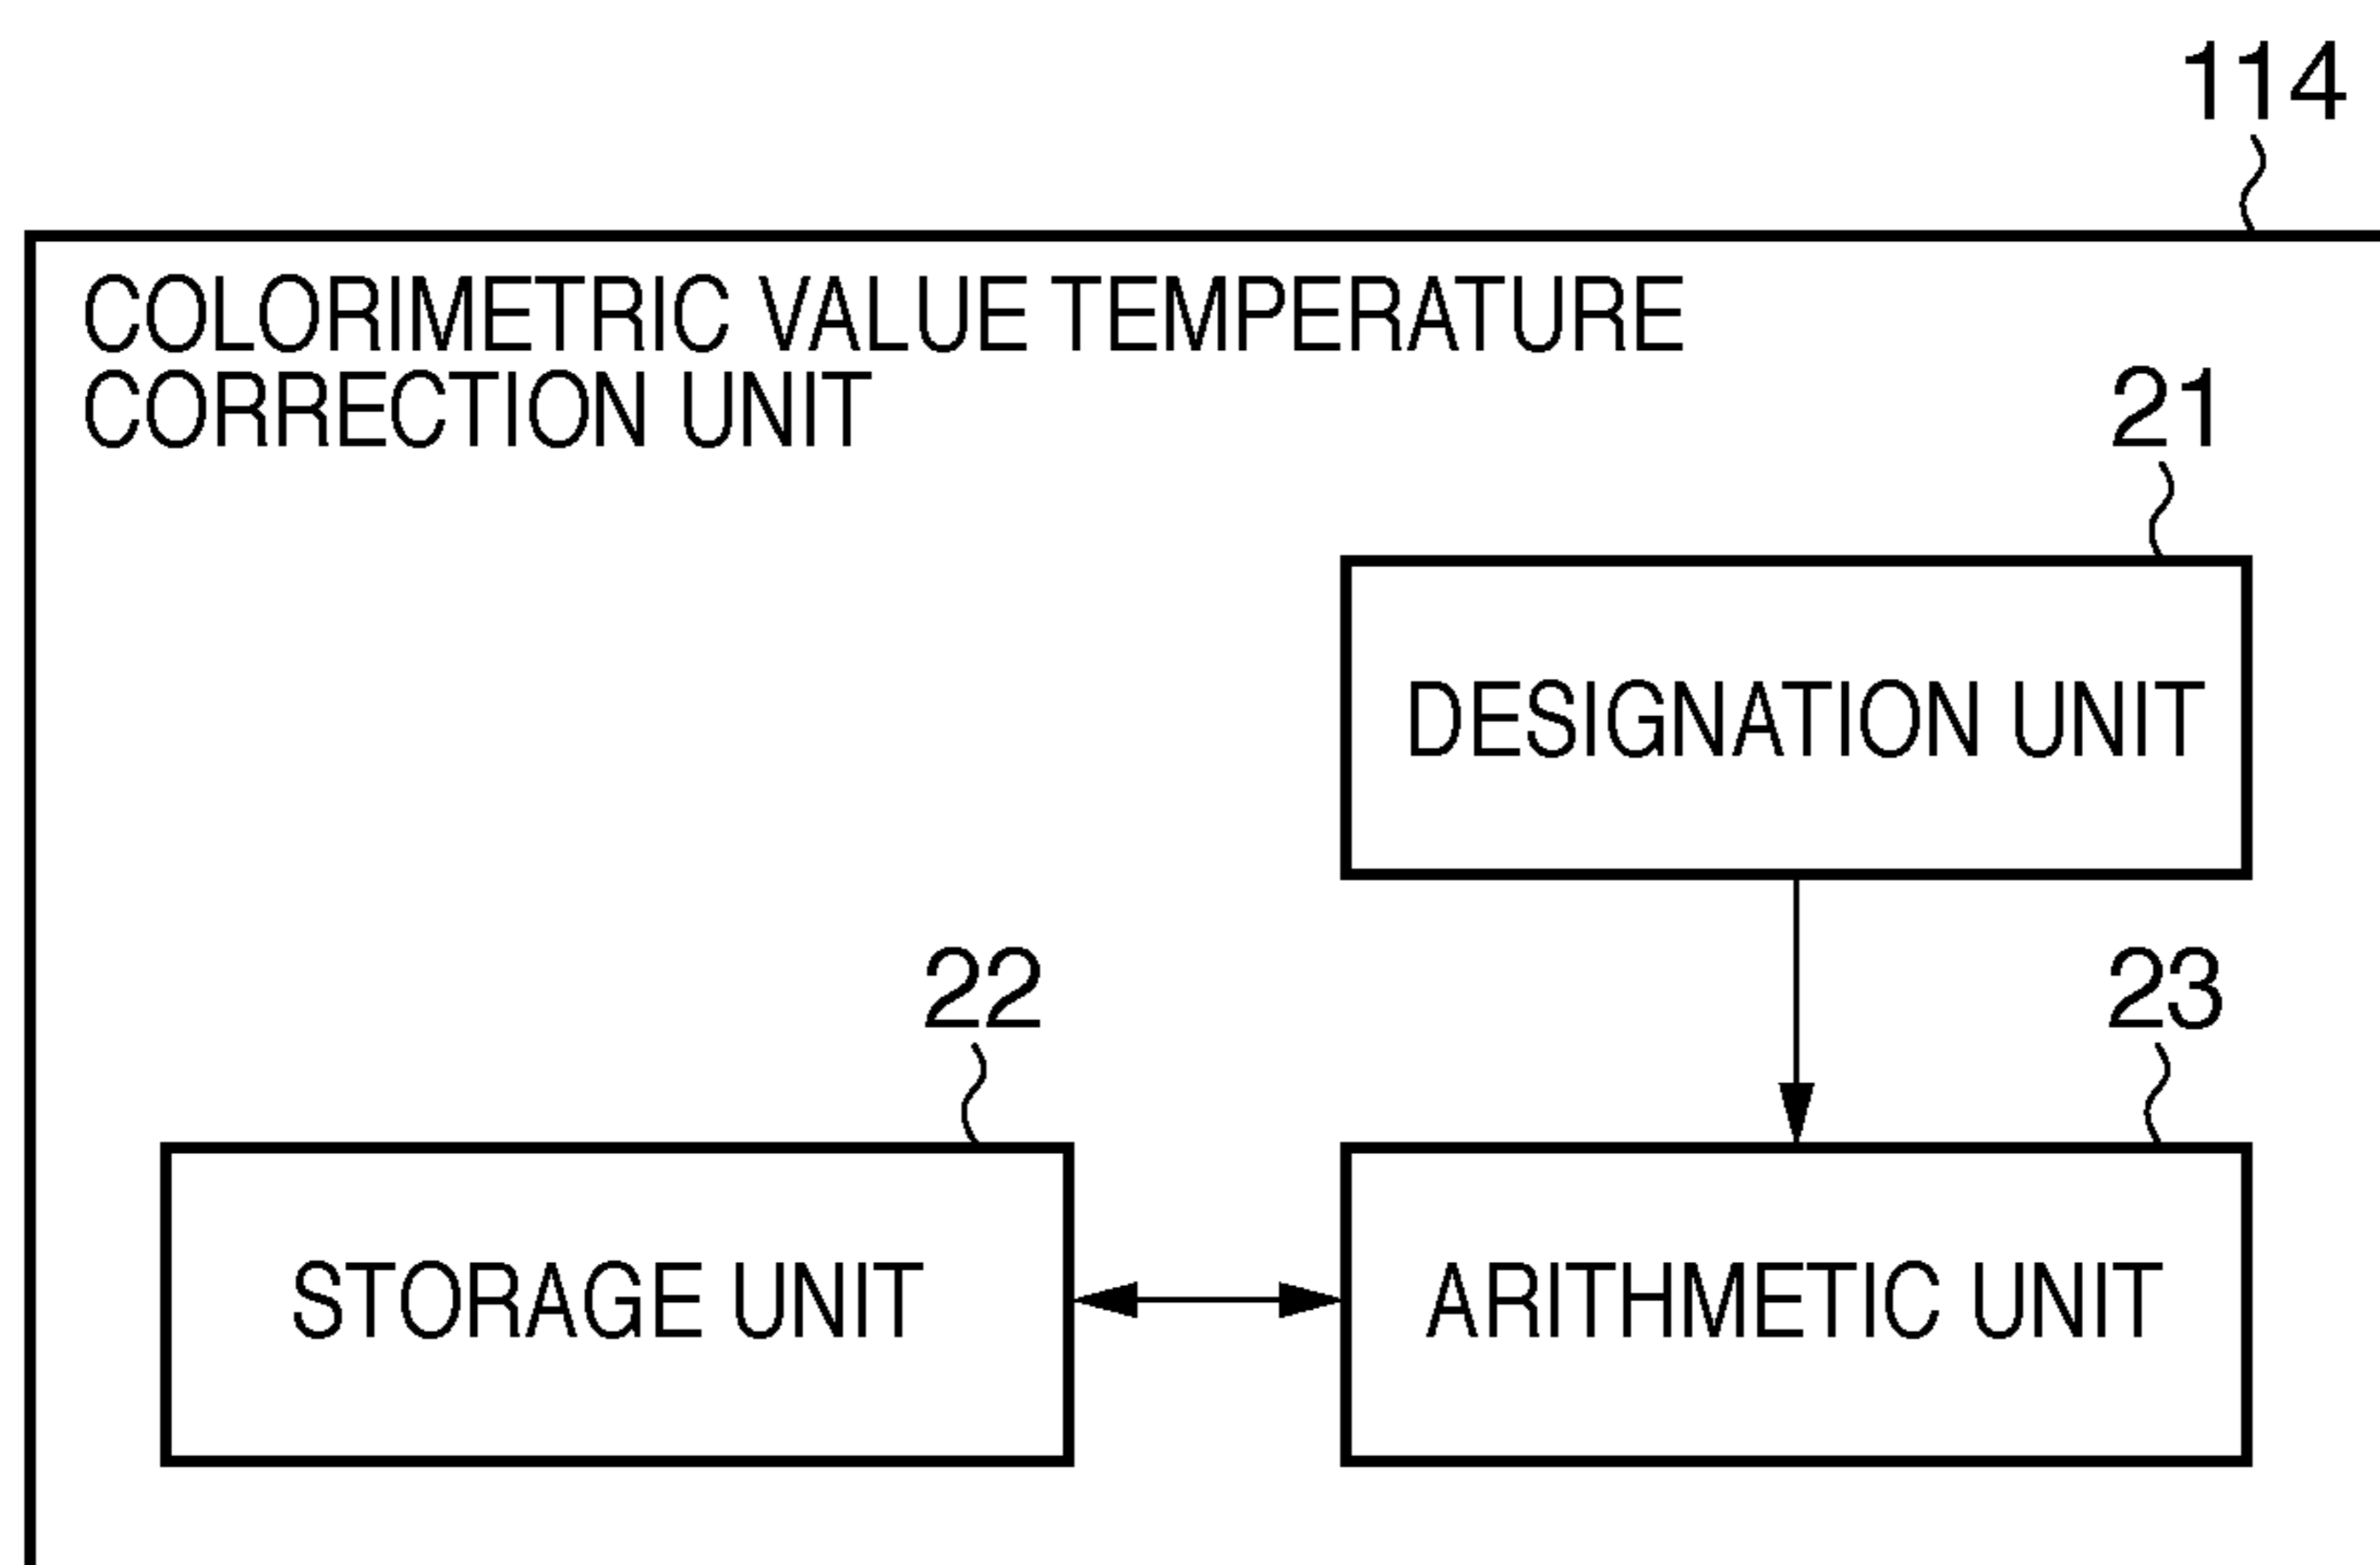 114
COLORIMETRIC VALUE TEMPERATURE
CORRECTION UNIT
21
DESIGNATION UNIT
22
23
STORAGE UNIT
ARITHMETIC UNIT